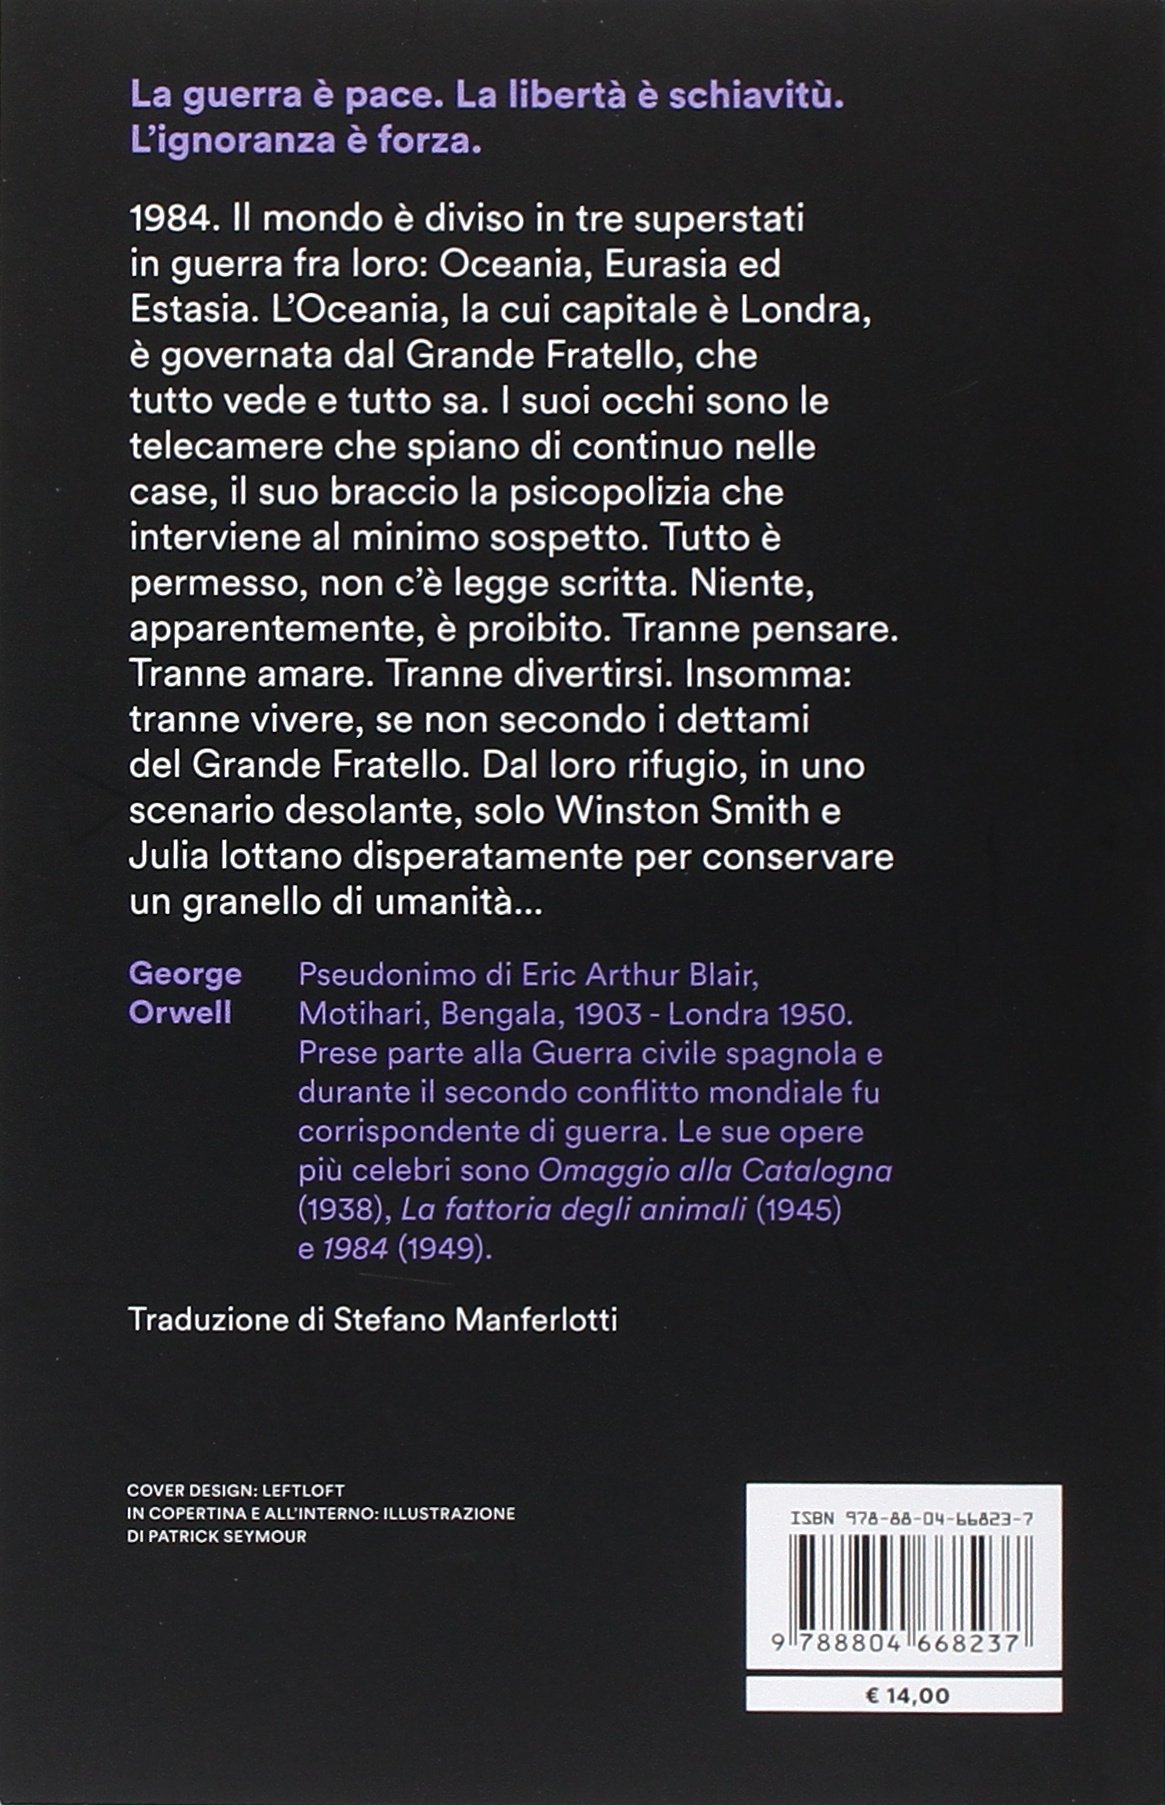 La guerra è pace. La libertà è schiavitù.
L’ignoranza è forza.
1984. Il mondo è diviso in tre superstati
in guerra fra loro: Oceania, Eurasia ed
Estasia. L’Oceania, la cui capitale è Londra,
è governata dal Grande Fratello, che
tutto vede e tutto sa. I suoi occhi sono le
telecamere che spiano di continuo nelle
case, il suo braccio la psicopolizia che
interviene al minimo sospetto. Tutto è
permesso, non c’è legge scritta. Niente,
apparentemente, è proibito. Tranne pensare.
Tranne amare. Tranne divertirsi. Insomma:
tranne vivere, se non secondo i dettami
del Grande Fratello. Dal loro rifugio, in uno
scenario desolante, solo Winston Smith e
Julia lottano disperatamente per conservare
un granello di umanità...
George
Orwell
Pseudonimo di Eric Arthur Blair,
Motihari, Bengala, 1903 - Londra 1950.
Prese parte alla Guerra civile spagnola e
durante il secondo conflitto mondiale fu
corrispondente di guerra. Le sue opere
più celebri sono Omaggio alla Catalogna
(1938), La fattoria degli animali (1945)
e 1984 (1949).
Traduzione di Stefano Manferlotti
COVER DESIGN: LEFTLOFT
IN COPERTINA E ALL’INTERNO: ILLUSTRAZIONE
DI PATRICK SEYMOUR
ISBN 978-88-04-66823-7
9 788804 668237
€ 14,00